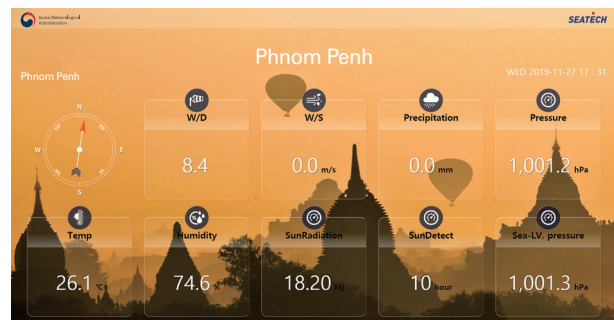 Korea Meteorological
Administration
SEATECH
Phnom Penh
Phnom Penh
WED 2019-11-27 17 : 31
N
W
E
S
W/D
8.4
W/S
0.0 m/s
Precipitation
0.0 mm
Pressure
1,001.2 hPa
Temp
26.1 °C
Humidity
74.6 %
SunRadiation
18.20 Mj
SunDetect
10 hour
Sea-LV. pressure
1,001.3 hPa